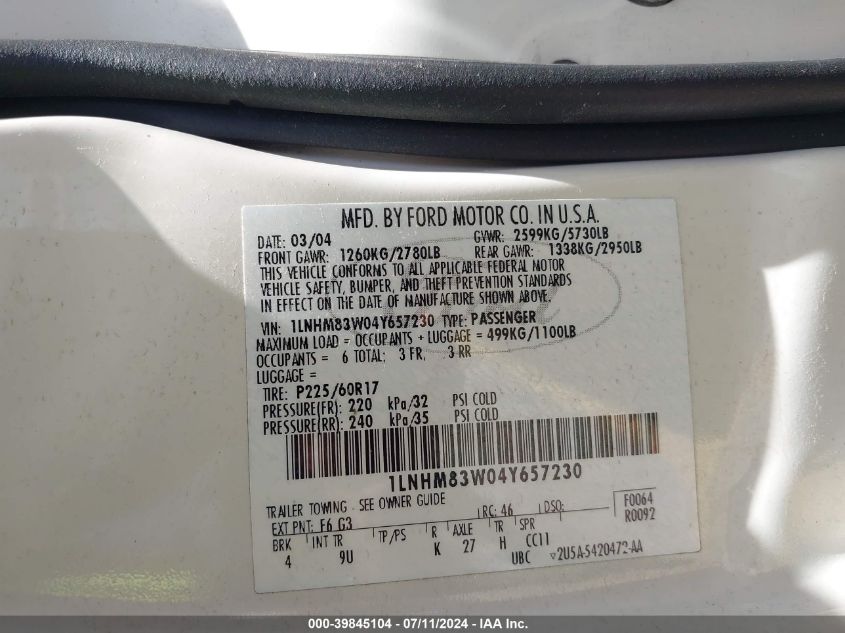 MFD. BY FORD MOTOR CO. IN U.S.A.
DATE: 03/04 GVWR: 2599KG/5730LB
FRONT GAWR: 1260KG/2780LB REAR GAWR: 1338KG/2950LB
THIS VEHICLE CONFORMS TO ALL APPLICABLE FEDERAL MOTOR
VEHICLE SAFETY, BUMPER, AND THEFT PREVENTION STANDARDS
IN EFFECT ON THE DATE OF MANUFACTURE SHOWN ABOVE.
VIN: 1LNHM83W04Y657230 TYPE: PASSENGER
MAXIMUM LOAD = OCCUPANTS + LUGGAGE = 499KG/1100LB
OCCUPANTS = 6 TOTAL; 3 FR, 3 RR
LUGGAGE =
TIRE: P225/60R17
PRESSURE(FR): 220 kPa/32 PSI COLD
PRESSURE(RR): 240 kPa/35 PSI COLD
1LNHM83W04Y657230
TRAILER TOWING - SEE OWNER GUIDE
EXT PNT: F6 G3 RC: 46 DSO: F0064
R0092
BRK INT TR TP/PS R AXLE TR SPR
4 9U K 27 H CC11
UBC ▽2U5A-5420472-AA
000-39845104 - 07/11/2024 - IAA Inc.